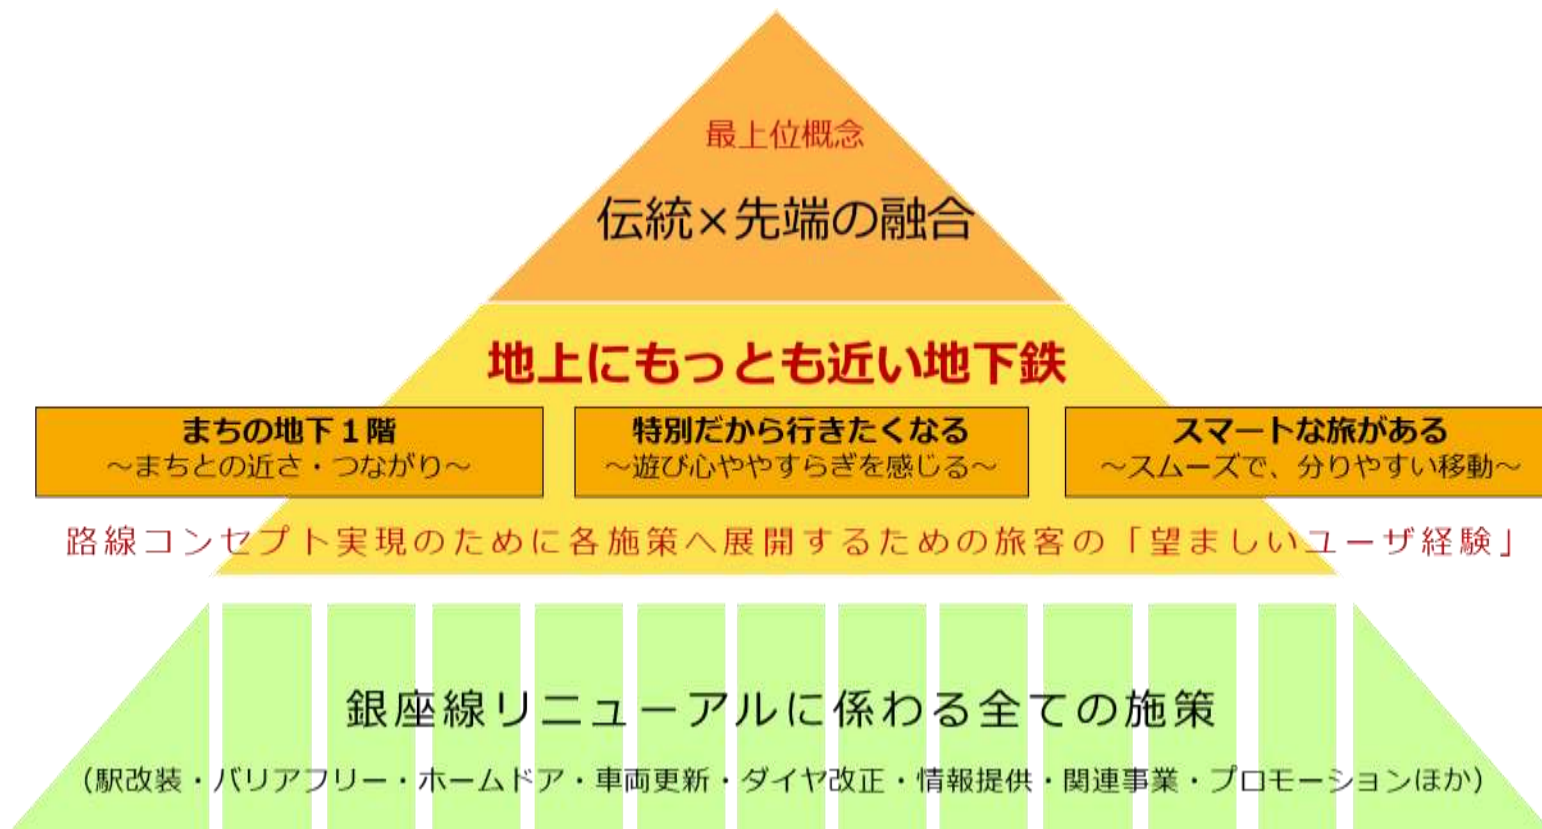 最上位概念
伝統×先端の融合
地上にもっとも近い地下鉄
まちの地下１階
～まちとの近さ・つながり～
特別だから行きたくなる
～遊び心ややすらぎを感じる～
スマートな旅がある
～スムーズで、分りやすい移動～
路線コンセプト実現のために各施策へ展開するための旅客の「望ましいユーザ経験」
銀座線リニューアルに係わる全ての施策
（駅改装・バリアフリー・ホームドア・車両更新・ダイヤ改正・情報提供・関連事業・プロモーションほか）